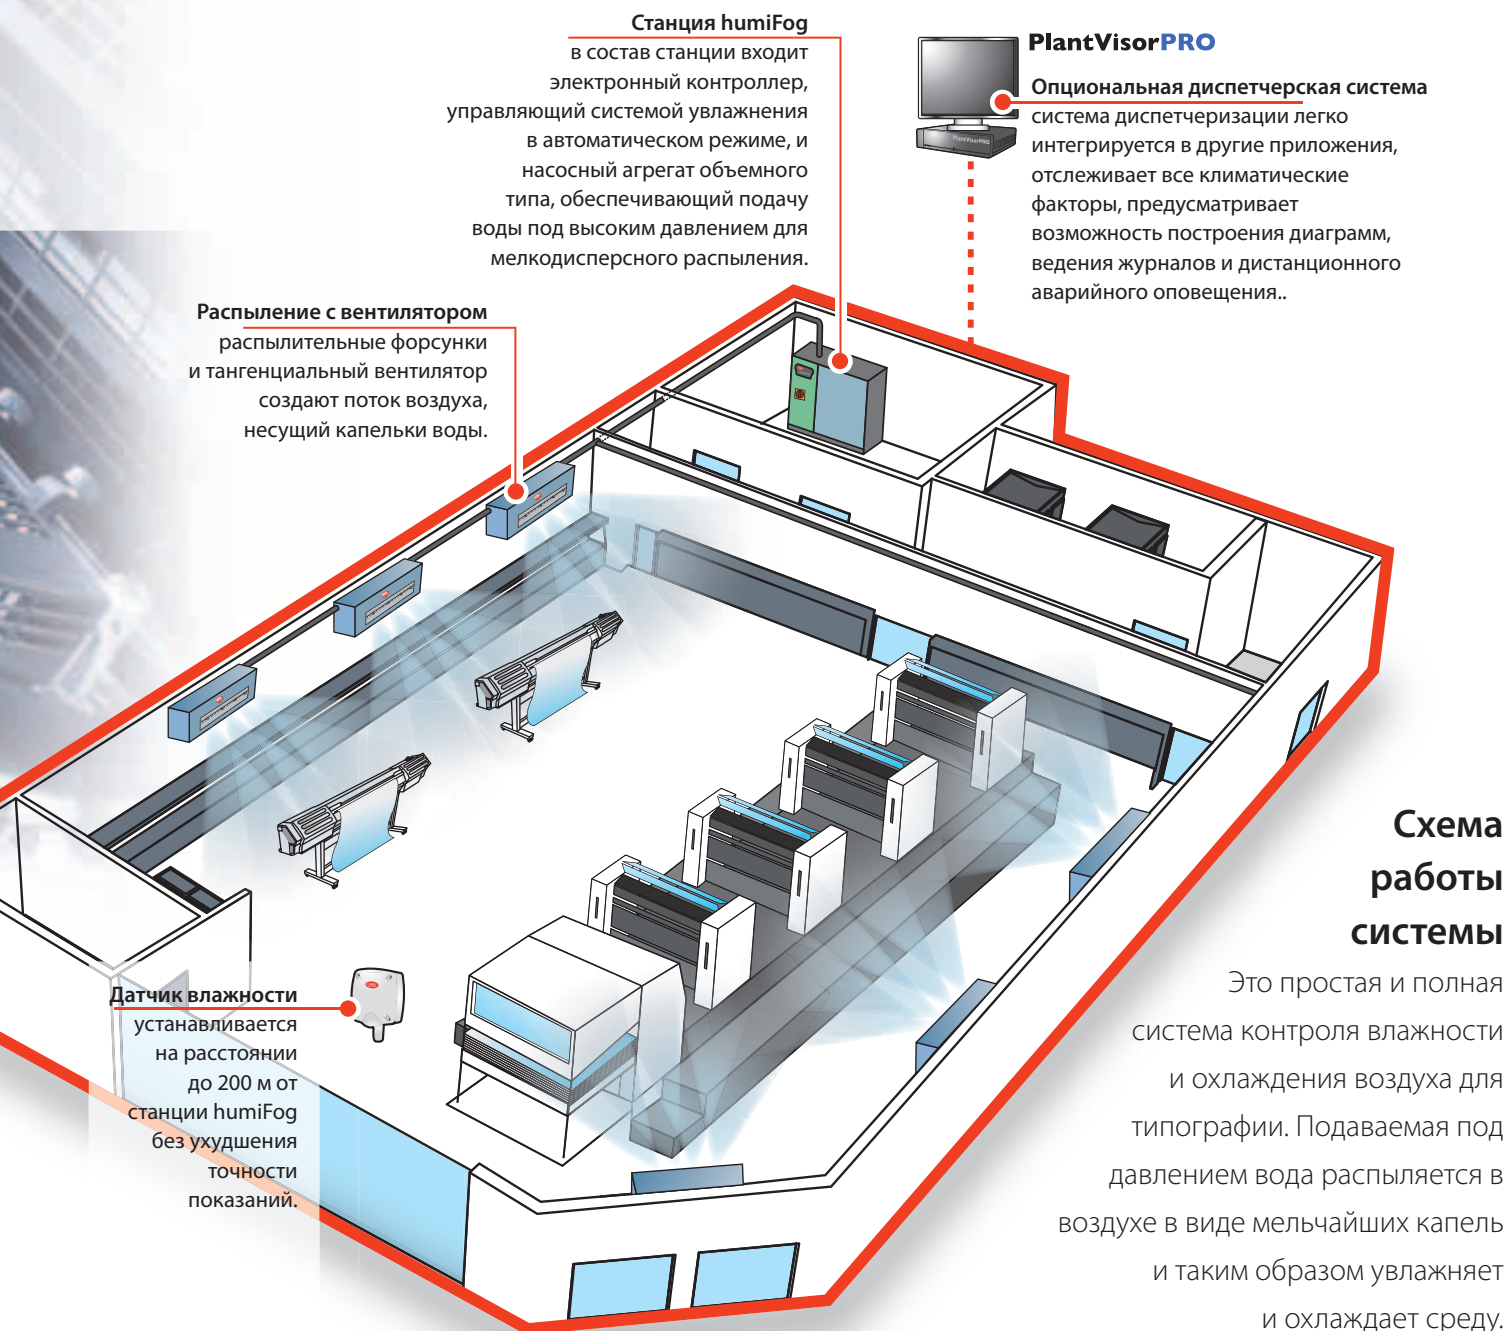 Станция humiFog
в состав станции входит
электронный контроллер,
управляющий системой увлажнения
в автоматическом режиме, и
насосный агрегат объемного
типа, обеспечивающий подачу
воды под высоким давлением для
мелкодисперсного распыления.
PlantVisorPRO
PlantVisorPRO
Опциональная диспетчерская система
система диспетчеризации легко
интегрируется в другие приложения,
отслеживает все климатические
факторы, предусматривает
возможность построения диаграмм,
ведения журналов и дистанционного
аварийного оповещения..
Распыление с вентилятором
распылительные форсунки
и тангенциальный вентилятор
создают поток воздуха,
несущий капельки воды.
Датчик влажности
устанавливается
на расстоянии
до 200 м от
станции humiFog
без ухудшения
точности
показаний.
Схема
работы
системы
Это простая и полная
система контроля влажности
и охлаждения воздуха для
типографии. Подаваемая под
давлением вода распыляется в
воздухе в виде мельчайших капель
и таким образом увлажняет
и охлаждает среду.